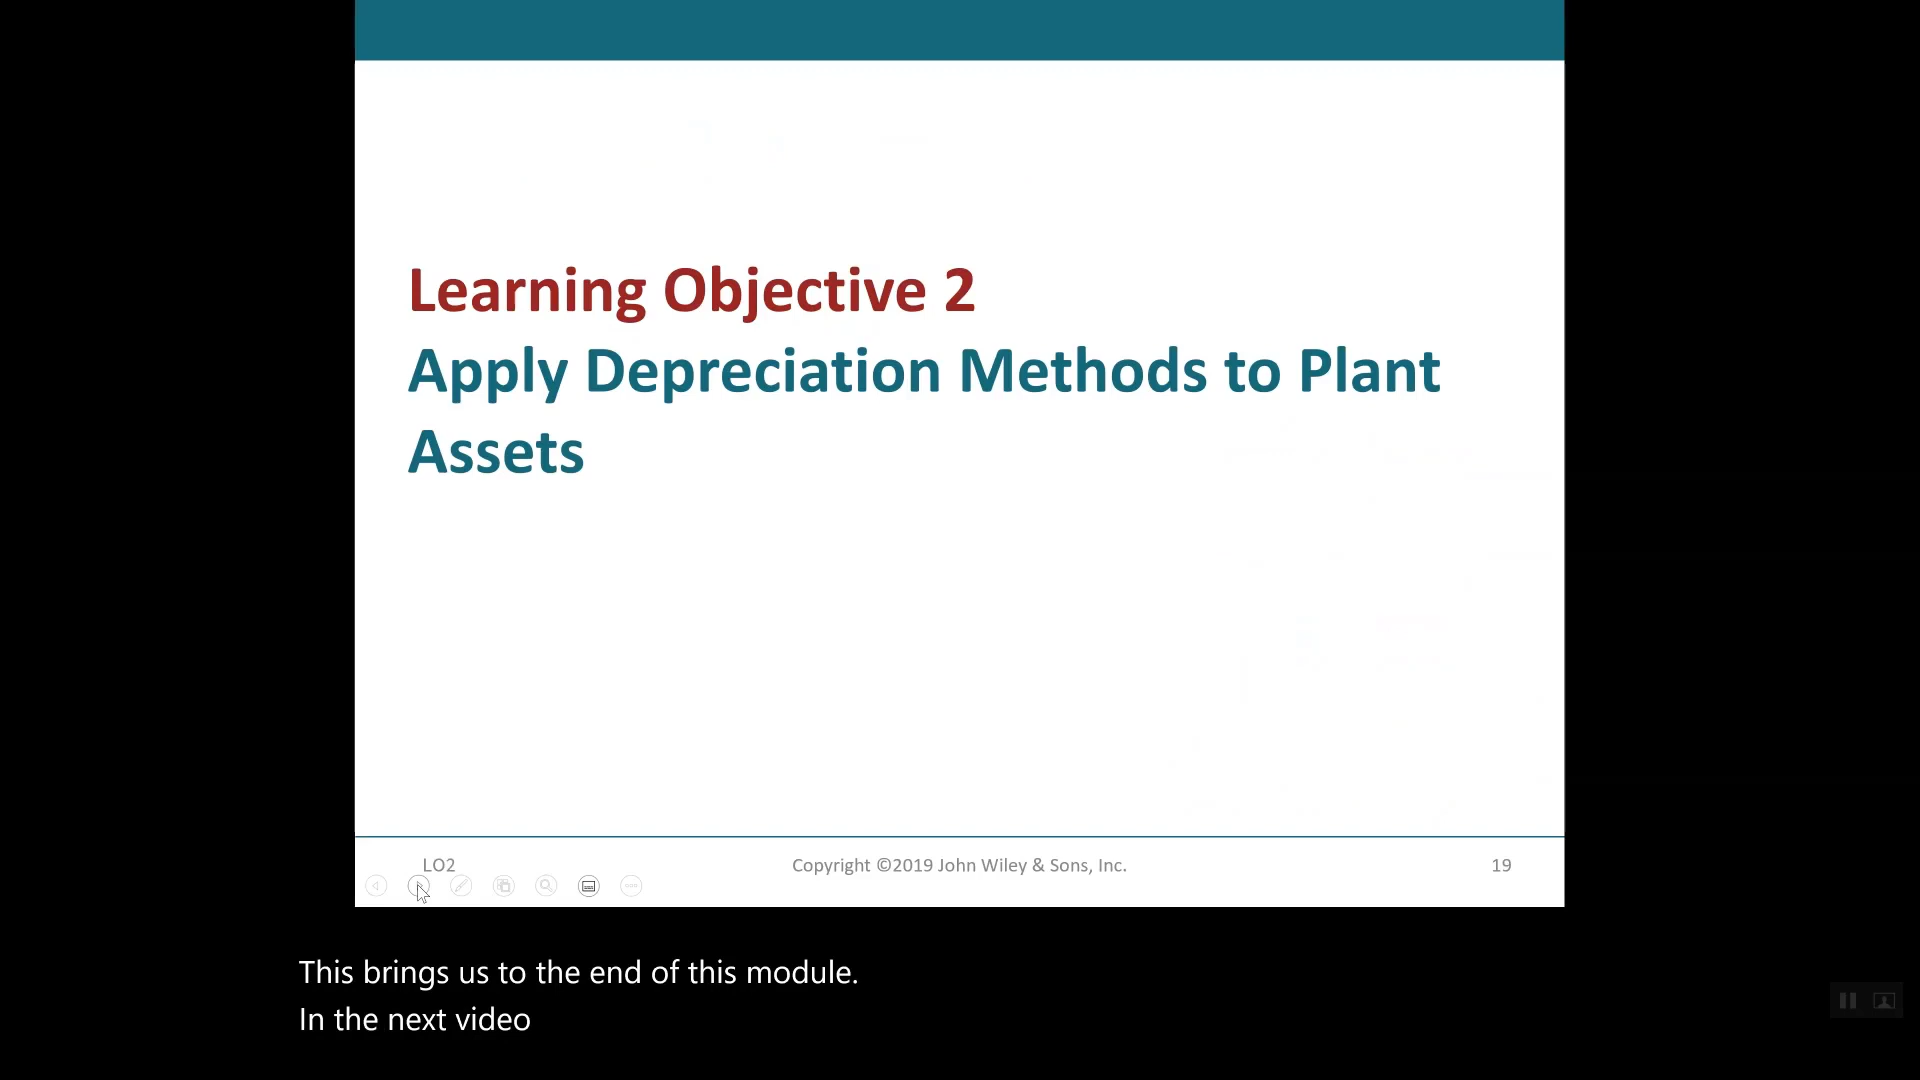 Learning Objective 2
Apply Depreciation Methods to Plant
Assets
LO2
Copyright ©2019 John Wiley & Sons, Inc.
19
This brings us to the end of this module.
In the next video